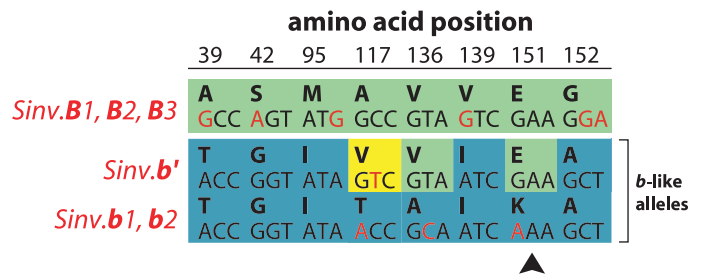 amino acid position
39 42 95 117 136 139 151 152
A S M A V V E G
Sinv.B1, B2, B3
GCC AGT ATG GCC GTA GTC GAA GGA
T G I V V I E A
Sinv.b'
ACC GGT ATA GTC GTA ATC GAA GCT
b-like
alleles
T G I T A I K A
Sinv.b1, b2
ACC GGT ATA ACC GCA ATC AAA GCT